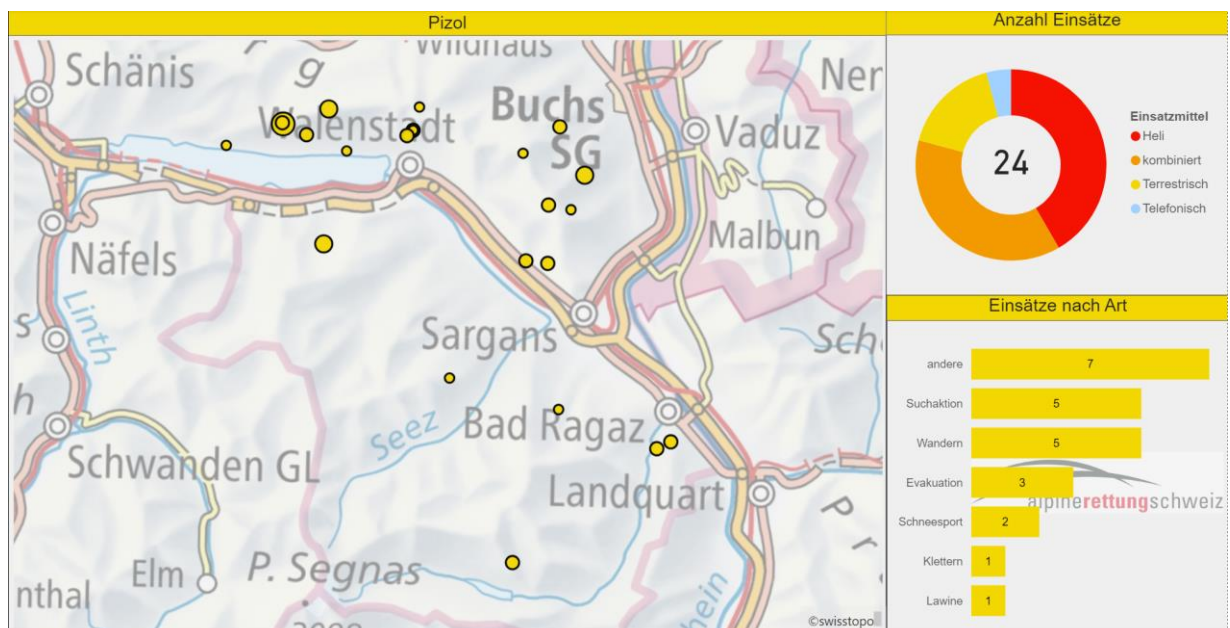 Pizol
Wildhaus
Schänis
g
Walenstadt
Buchs
SG
Vaduz
Ner
Näfels
Malbun
Linth
s
Sargans
Sch
h
Seez
Bad Ragaz
Schwanden GL
Landquart
P
r
Elm
P. Segnas
nthal
hein
©swisstopo
Anzahl Einsätze
24
Einsatzmittel
Heli
kombiniert
Terrestrisch
Telefonisch
Einsätze nach Art
andere 7
Suchaktion 5
Wandern 5
Evakuation 3
alpinerettungschweiz
Schneesport 2
Klettern 1
Lawine 1